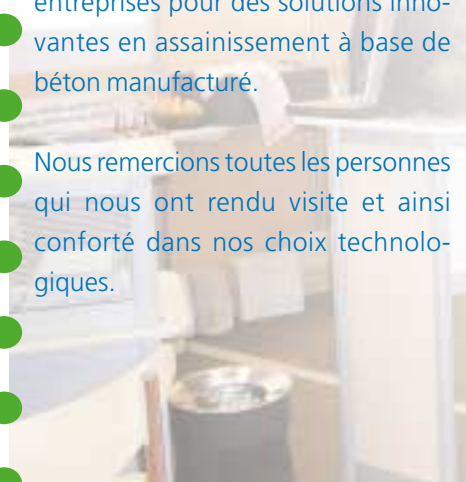 entreprises pour des solutions inno-
vantes en assainissement à base de
béton manufacturé.
Nous remercions toutes les personnes
qui nous ont rendu visite et ainsi
conforté dans nos choix technolo-
giques.